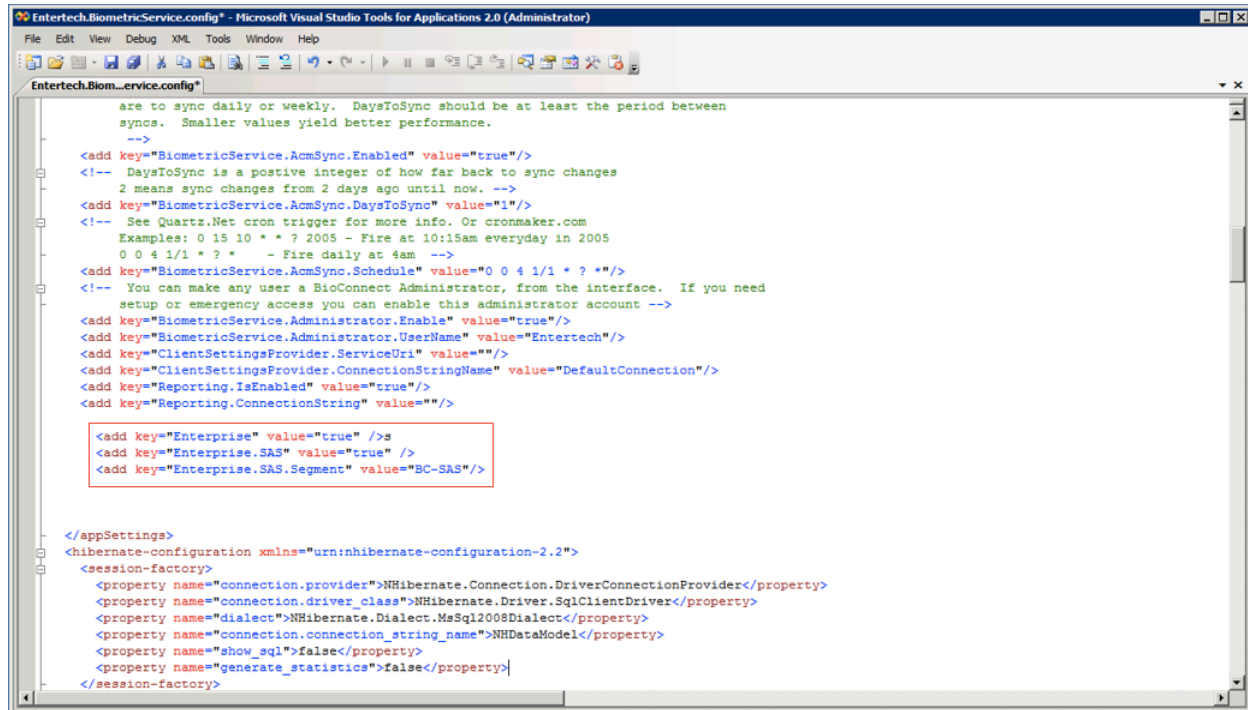 Entertech.BiometricService.config* - Microsoft Visual Studio Tools for Applications 2.0 (Administrator)
File Edit View Debug XML Tools Window Help
Entertech.Biom...ervice.config*
are to sync daily or weekly.  DaysToSync should be at least the period between
syncs.  Smaller values yield better performance.
-->
<add key="BiometricService.AcmSync.Enabled" value="true"/>
<!--  DaysToSync is a postive integer of how far back to sync changes
2 means sync changes from 2 days ago until now. -->
<add key="BiometricService.AcmSync.DaysToSync" value="1"/>
<!--  See Quartz.Net cron trigger for more info. Or cronmaker.com
Examples: 0 15 10 * * ? 2005 - Fire at 10:15am everyday in 2005
0 0 4 1/1 * ? *    - Fire daily at 4am  -->
<add key="BiometricService.AcmSync.Schedule" value="0 0 4 1/1 * ? *"/>
<!--  You can make any user a BioConnect Administrator, from the interface.  If you need
setup or emergency access you can enable this administrator account -->
<add key="BiometricService.Administrator.Enable" value="true"/>
<add key="BiometricService.Administrator.UserName" value="Entertech"/>
<add key="ClientSettingsProvider.ServiceUri" value=""/>
<add key="ClientSettingsProvider.ConnectionStringName" value="DefaultConnection"/>
<add key="Reporting.IsEnabled" value="true"/>
<add key="Reporting.ConnectionString" value=""/>
<add key="Enterprise" value="true" />s
<add key="Enterprise.SAS" value="true" />
<add key="Enterprise.SAS.Segment" value="BC-SAS"/>
</appSettings>
<hibernate-configuration xmlns="urn:nhibernate-configuration-2.2">
<session-factory>
<property name="connection.provider">NHibernate.Connection.DriverConnectionProvider</property>
<property name="connection.driver_class">NHibernate.Driver.SqlClientDriver</property>
<property name="dialect">NHibernate.Dialect.MsSql2008Dialect</property>
<property name="connection.connection_string_name">NHDataModel</property>
<property name="show_sql">false</property>
<property name="generate_statistics">false</property>
</session-factory>